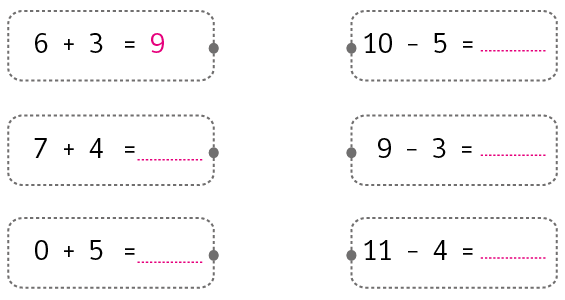 6 + 3 = 9
10 – 5 = ..........
7 + 4 = ..........
9 – 3 = ..........
0 + 5 = ..........
11 – 4 = ..........